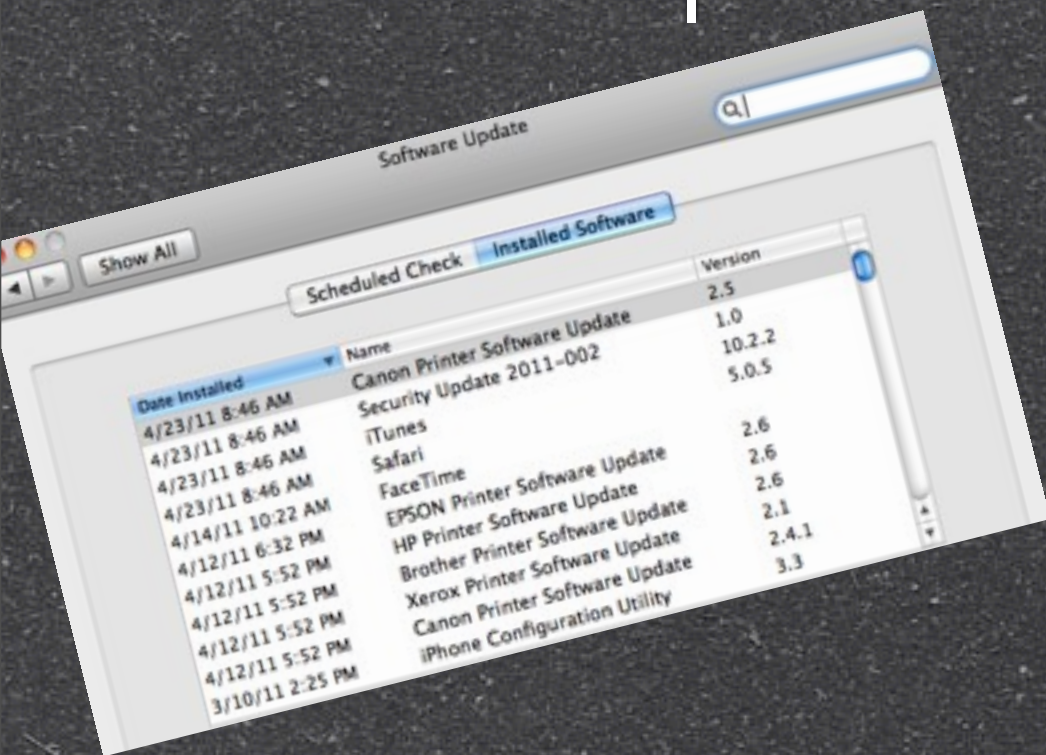 Software Update
Show All
Scheduled Check Installed Software
Date Installed Name Version
4/23/11 8:46 AM Canon Printer Software Update 2.5
4/23/11 8:46 AM Security Update 2011-002 1.0
4/23/11 8:46 AM iTunes 10.2.2
4/23/11 8:46 AM Safari 5.0.5
4/14/11 10:22 AM FaceTime
4/12/11 6:32 PM EPSON Printer Software Update 2.6
4/12/11 5:52 PM HP Printer Software Update 2.6
4/12/11 5:52 PM Brother Printer Software Update 2.6
4/12/11 5:52 PM Xerox Printer Software Update 2.1
4/12/11 5:52 PM Canon Printer Software Update 2.4.1
3/10/11 2:25 PM iPhone Configuration Utility 3.3